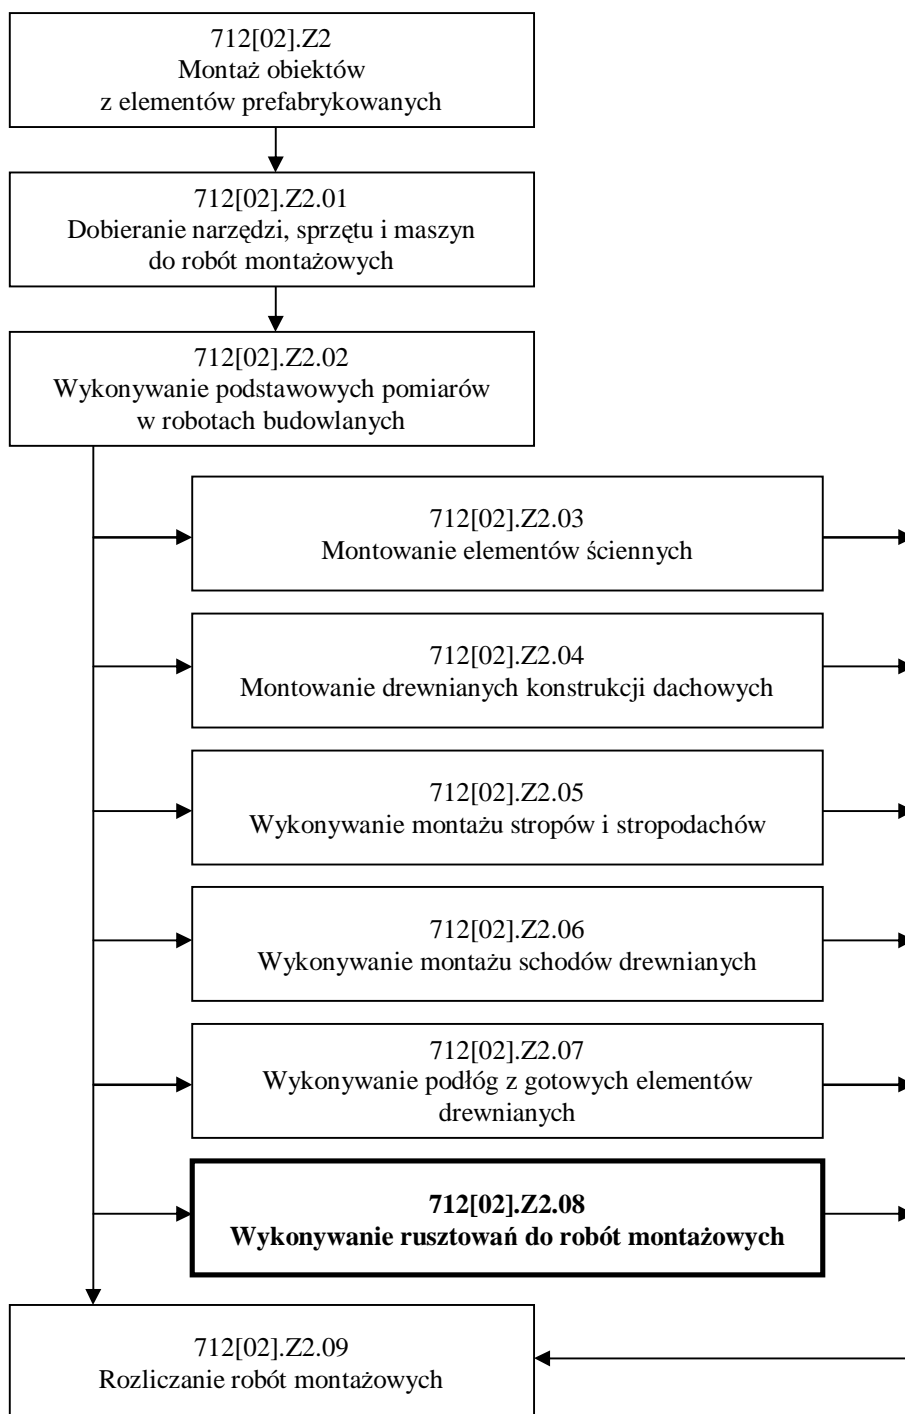 712[02].Z2
Montaż obiektów
z elementów prefabrykowanych
712[02].Z2.01
Dobieranie narzędzi, sprzętu i maszyn
do robót montażowych
712[02].Z2.02
Wykonywanie podstawowych pomiarów
w robotach budowlanych
712[02].Z2.03
Montowanie elementów ściennych
712[02].Z2.04
Montowanie drewnianych konstrukcji dachowych
712[02].Z2.05
Wykonywanie montażu stropów i stropodachów
712[02].Z2.06
Wykonywanie montażu schodów drewnianych
712[02].Z2.07
Wykonywanie podłóg z gotowych elementów
drewnianych
712[02].Z2.08
Wykonywanie rusztowań do robót montażowych
712[02].Z2.09
Rozliczanie robót montażowych